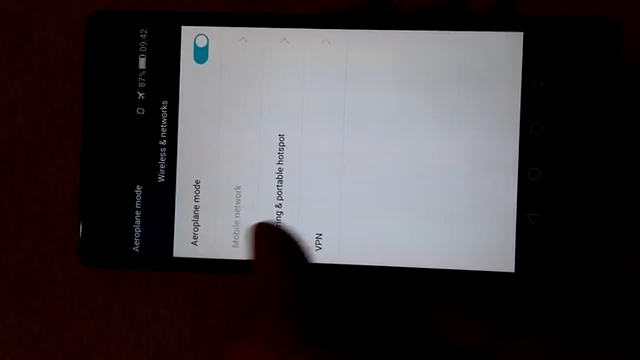 87% 09:42
Aeroplane mode Wireless & networks
Aeroplane mode
Mobile network
ing & portable hotspot
VPN